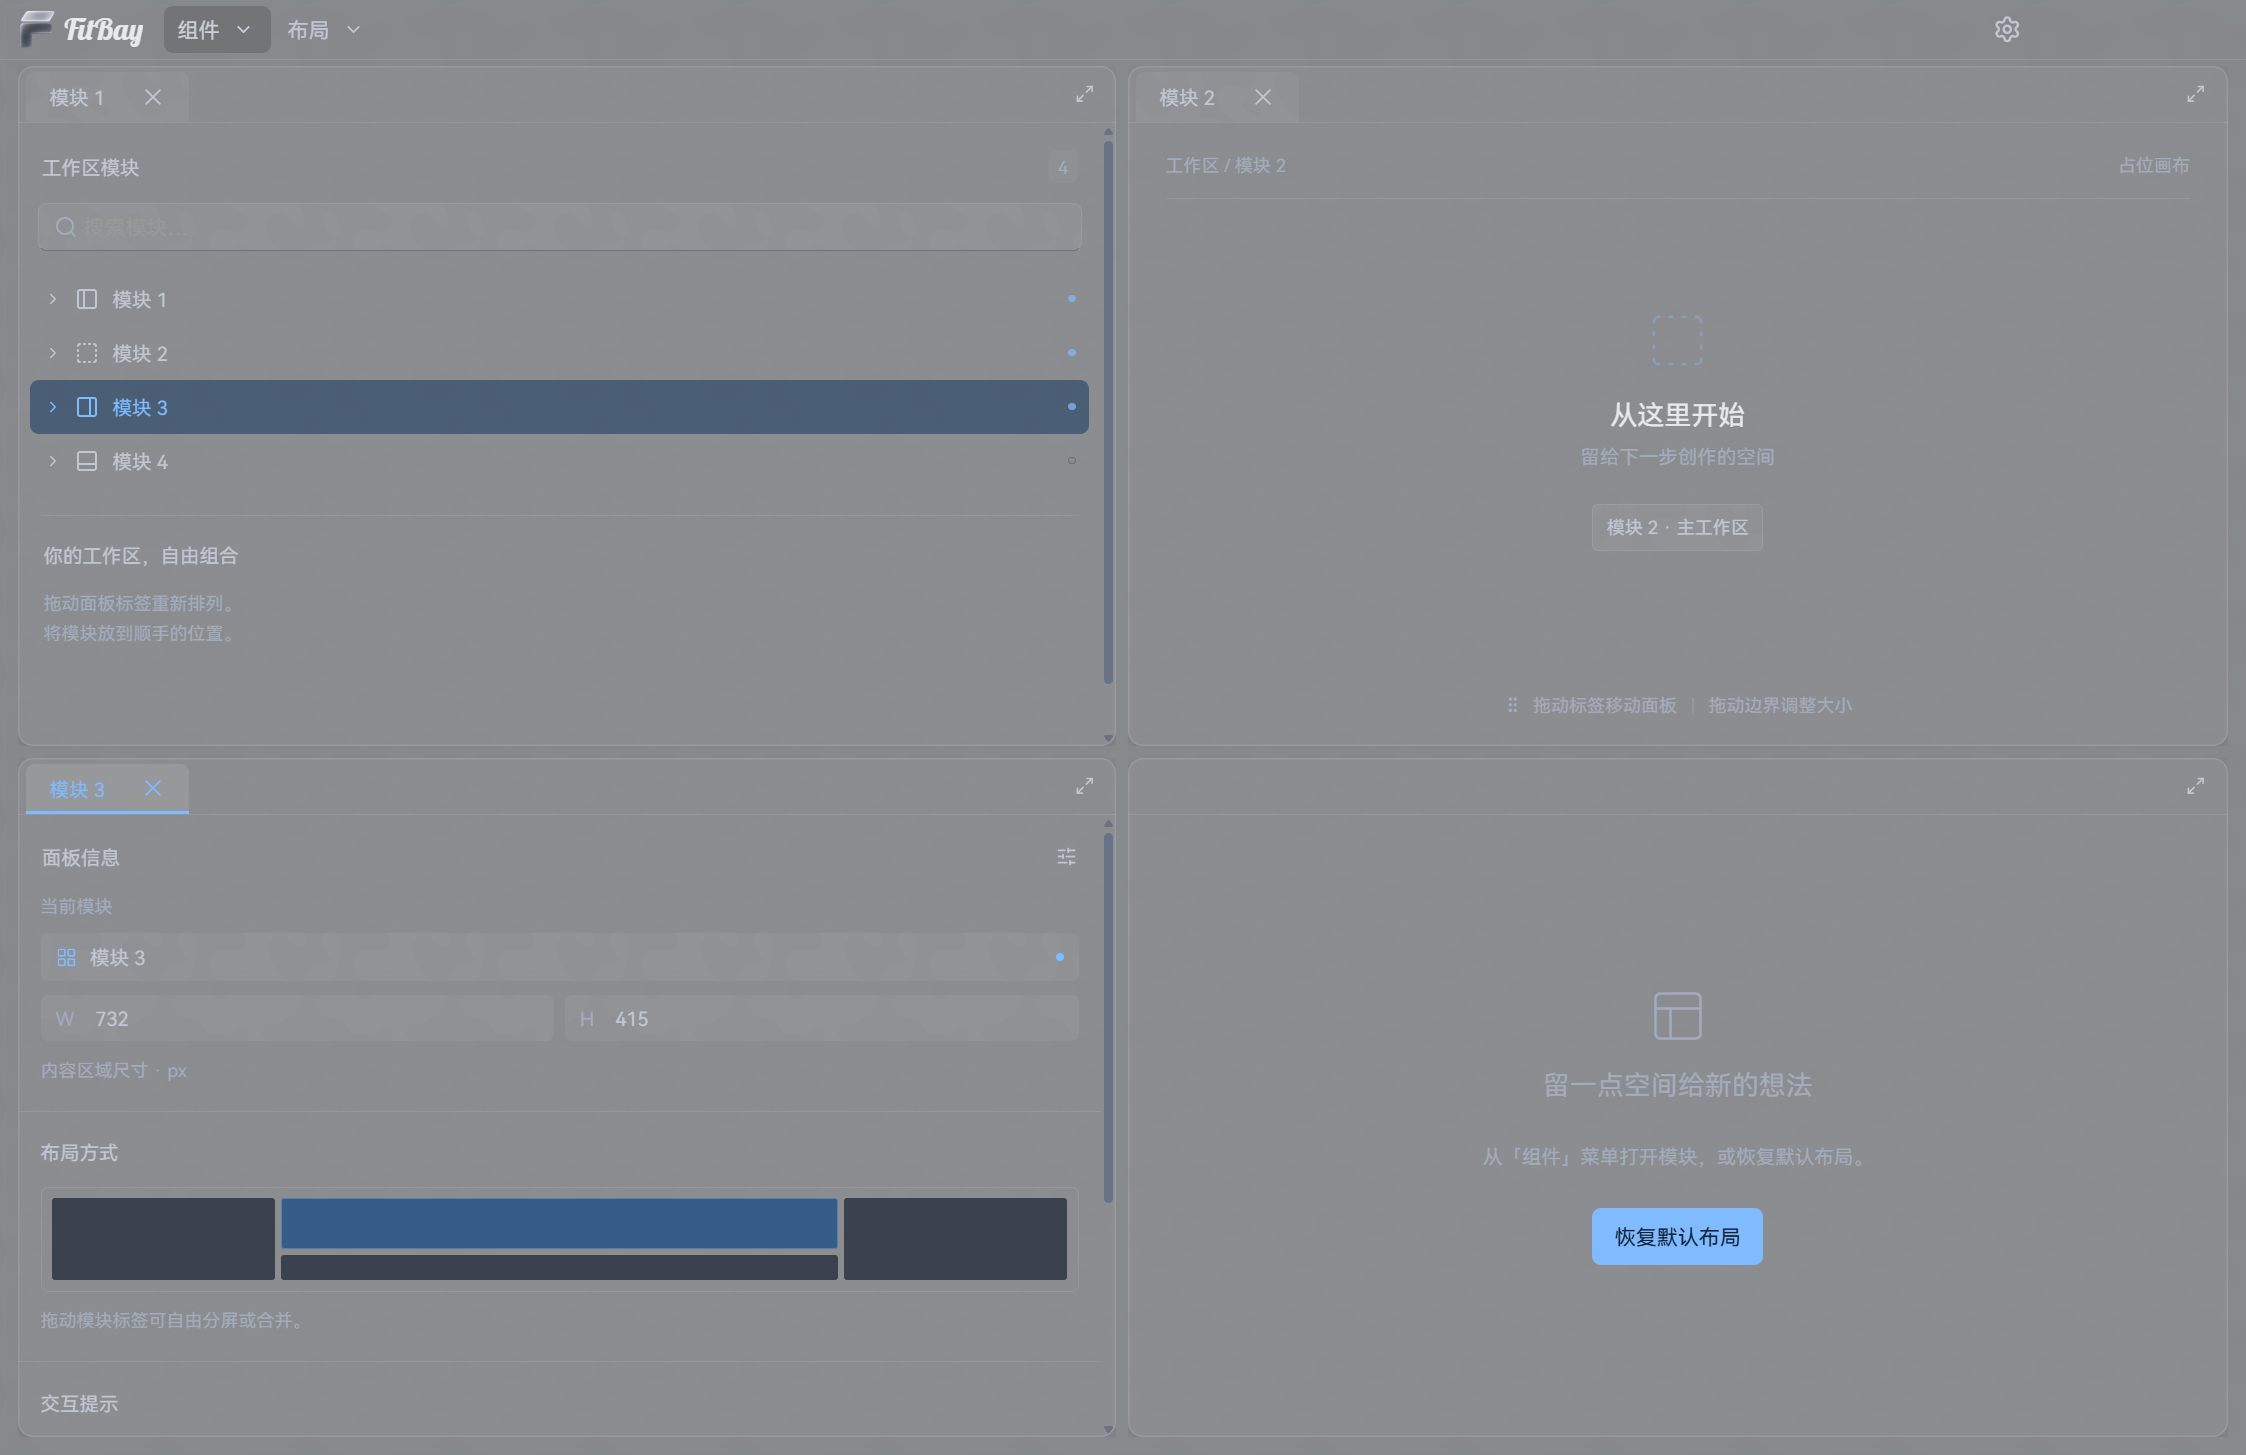 FitBay 组件 布局
模块 1
工作区模块 4
搜索模块...
模块 1
模块 2
模块 3
模块 4
你的工作区，自由组合
拖动面板标签重新排列。
将模块放到顺手的位置。
模块 2
工作区 / 模块 2 占位画布
从这里开始
留给下一步创作的空间
模块 2 · 主工作区
拖动标签移动面板 | 拖动边界调整大小
模块 3
面板信息
当前模块
模块 3
W 732 H 415
内容区域尺寸 · px
布局方式
拖动模块标签可自由分屏或合并。
交互提示
留一点空间给新的想法
从「组件」菜单打开模块，或恢复默认布局。
恢复默认布局